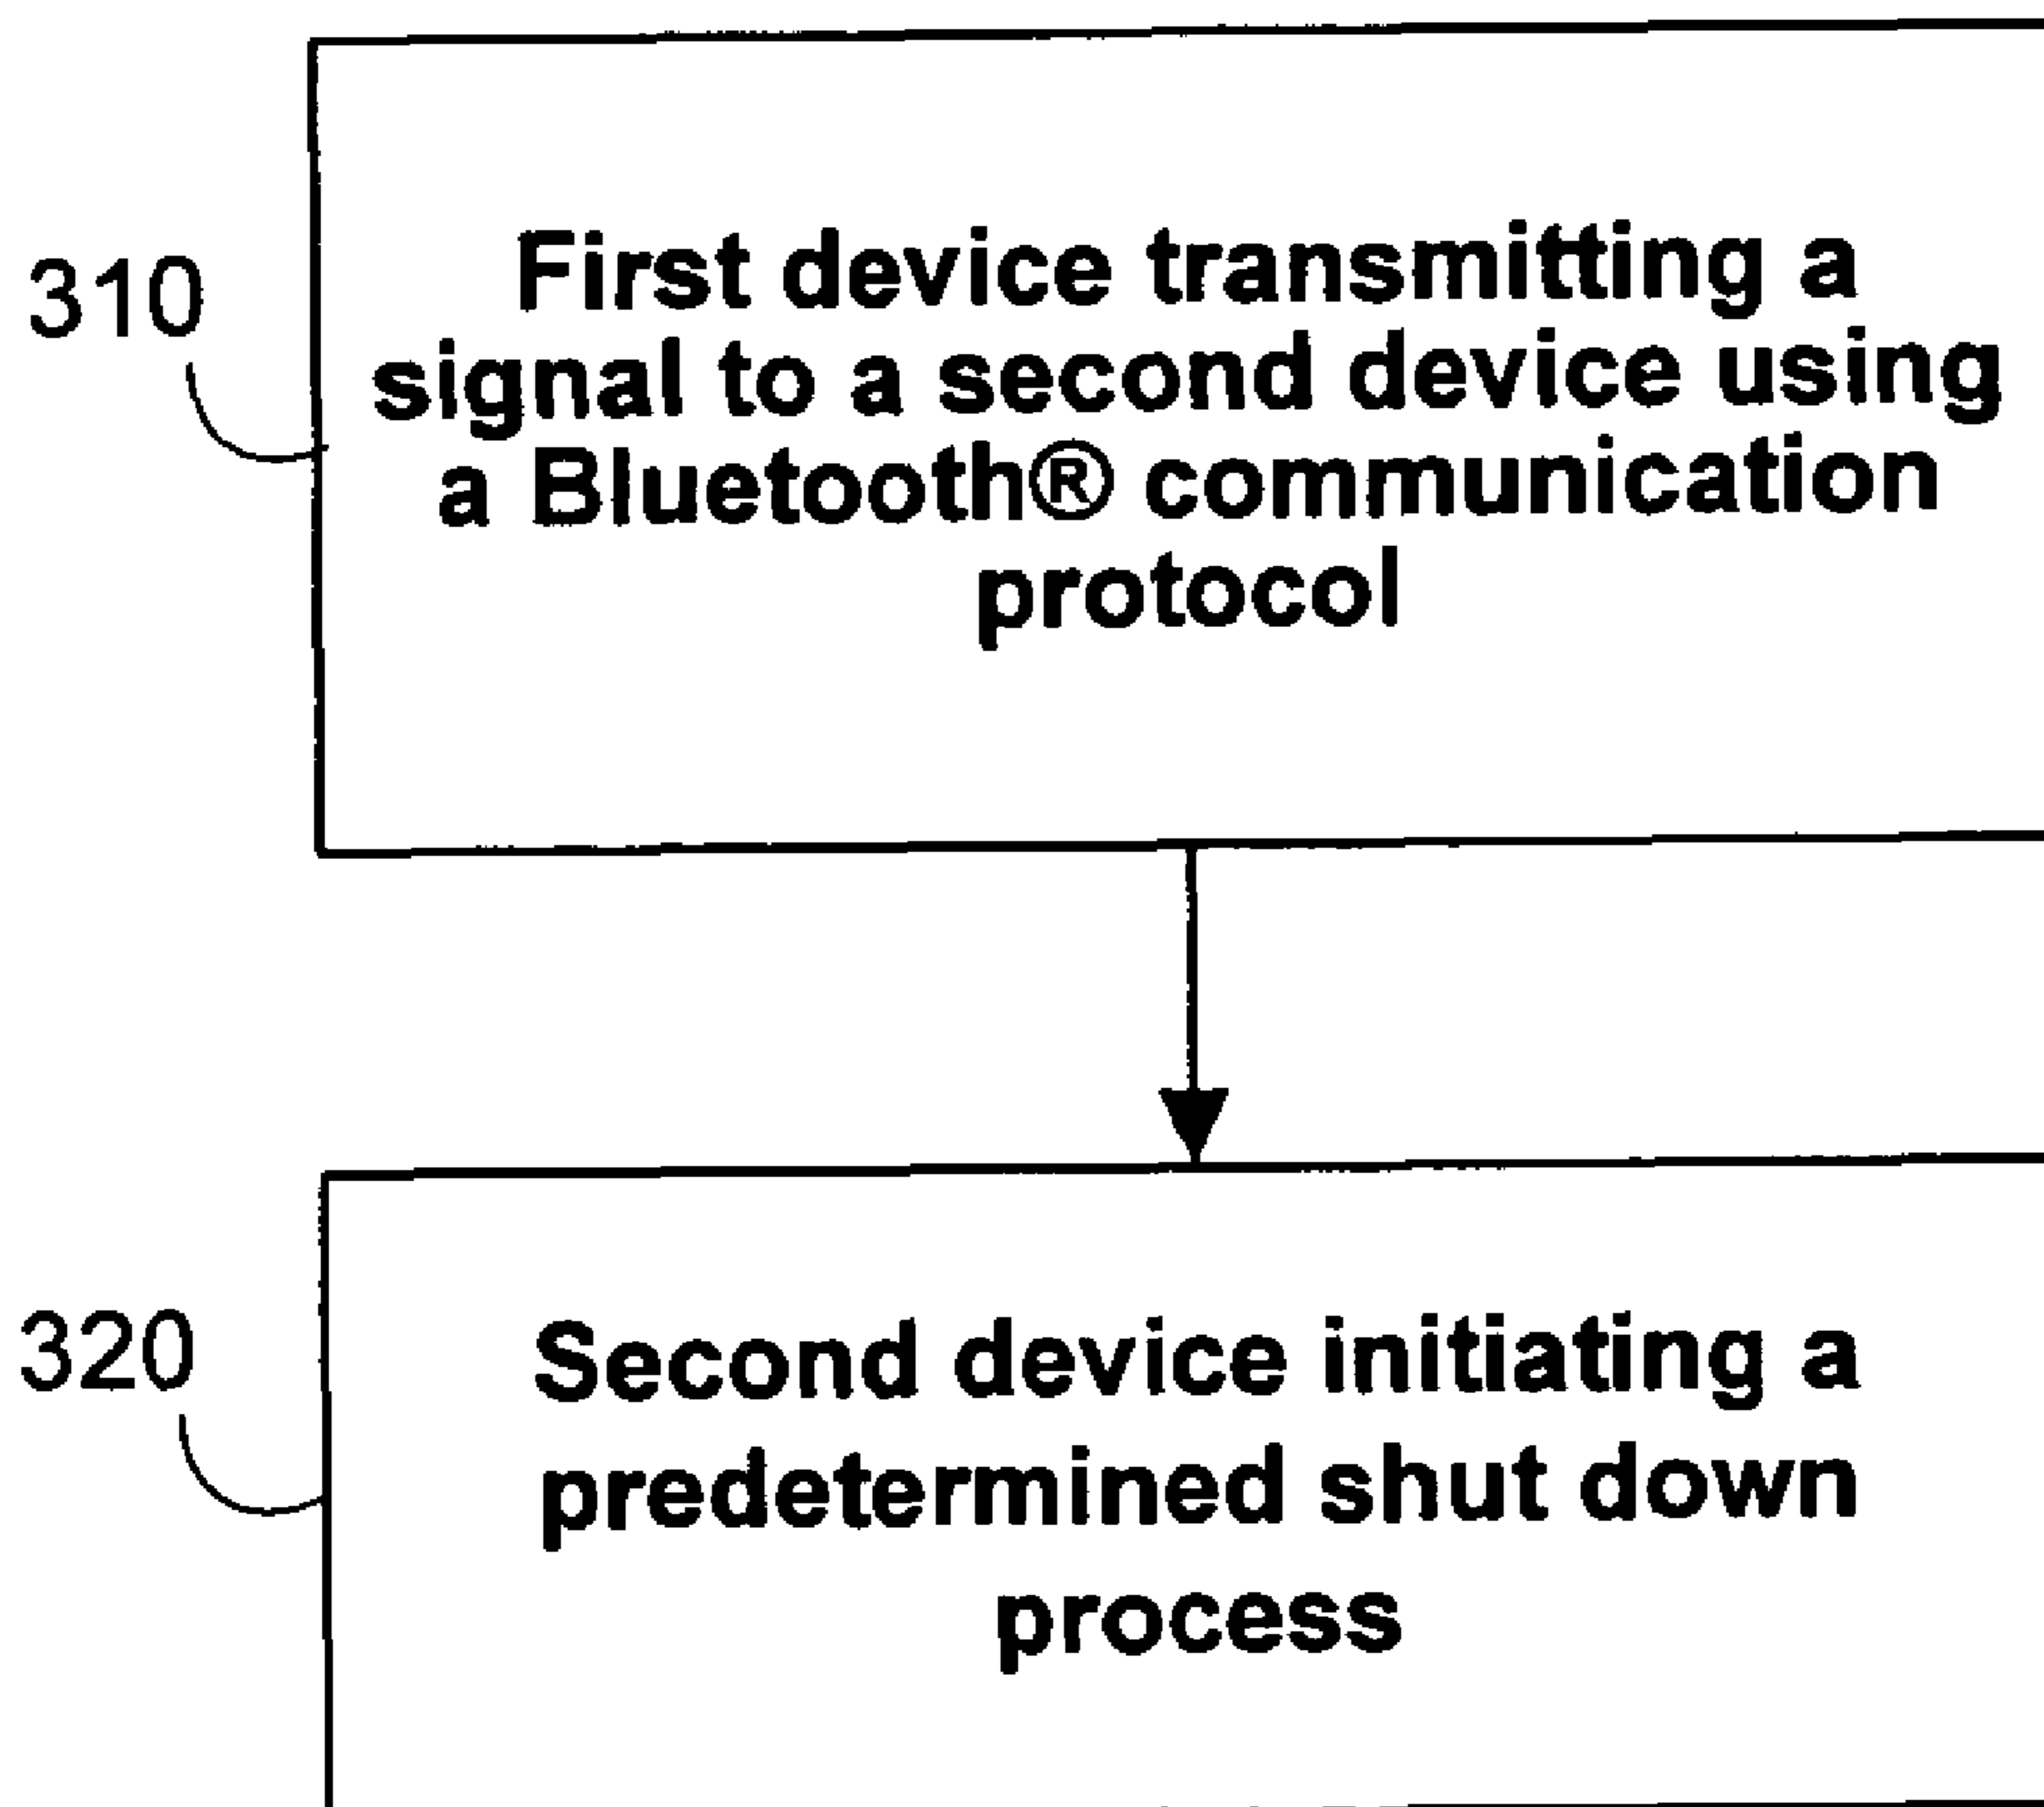 310
First device transmitting a
signal to a second device using
a Bluetooth® communication
protocol
320
Second device initiating a
predetermined shut down
process